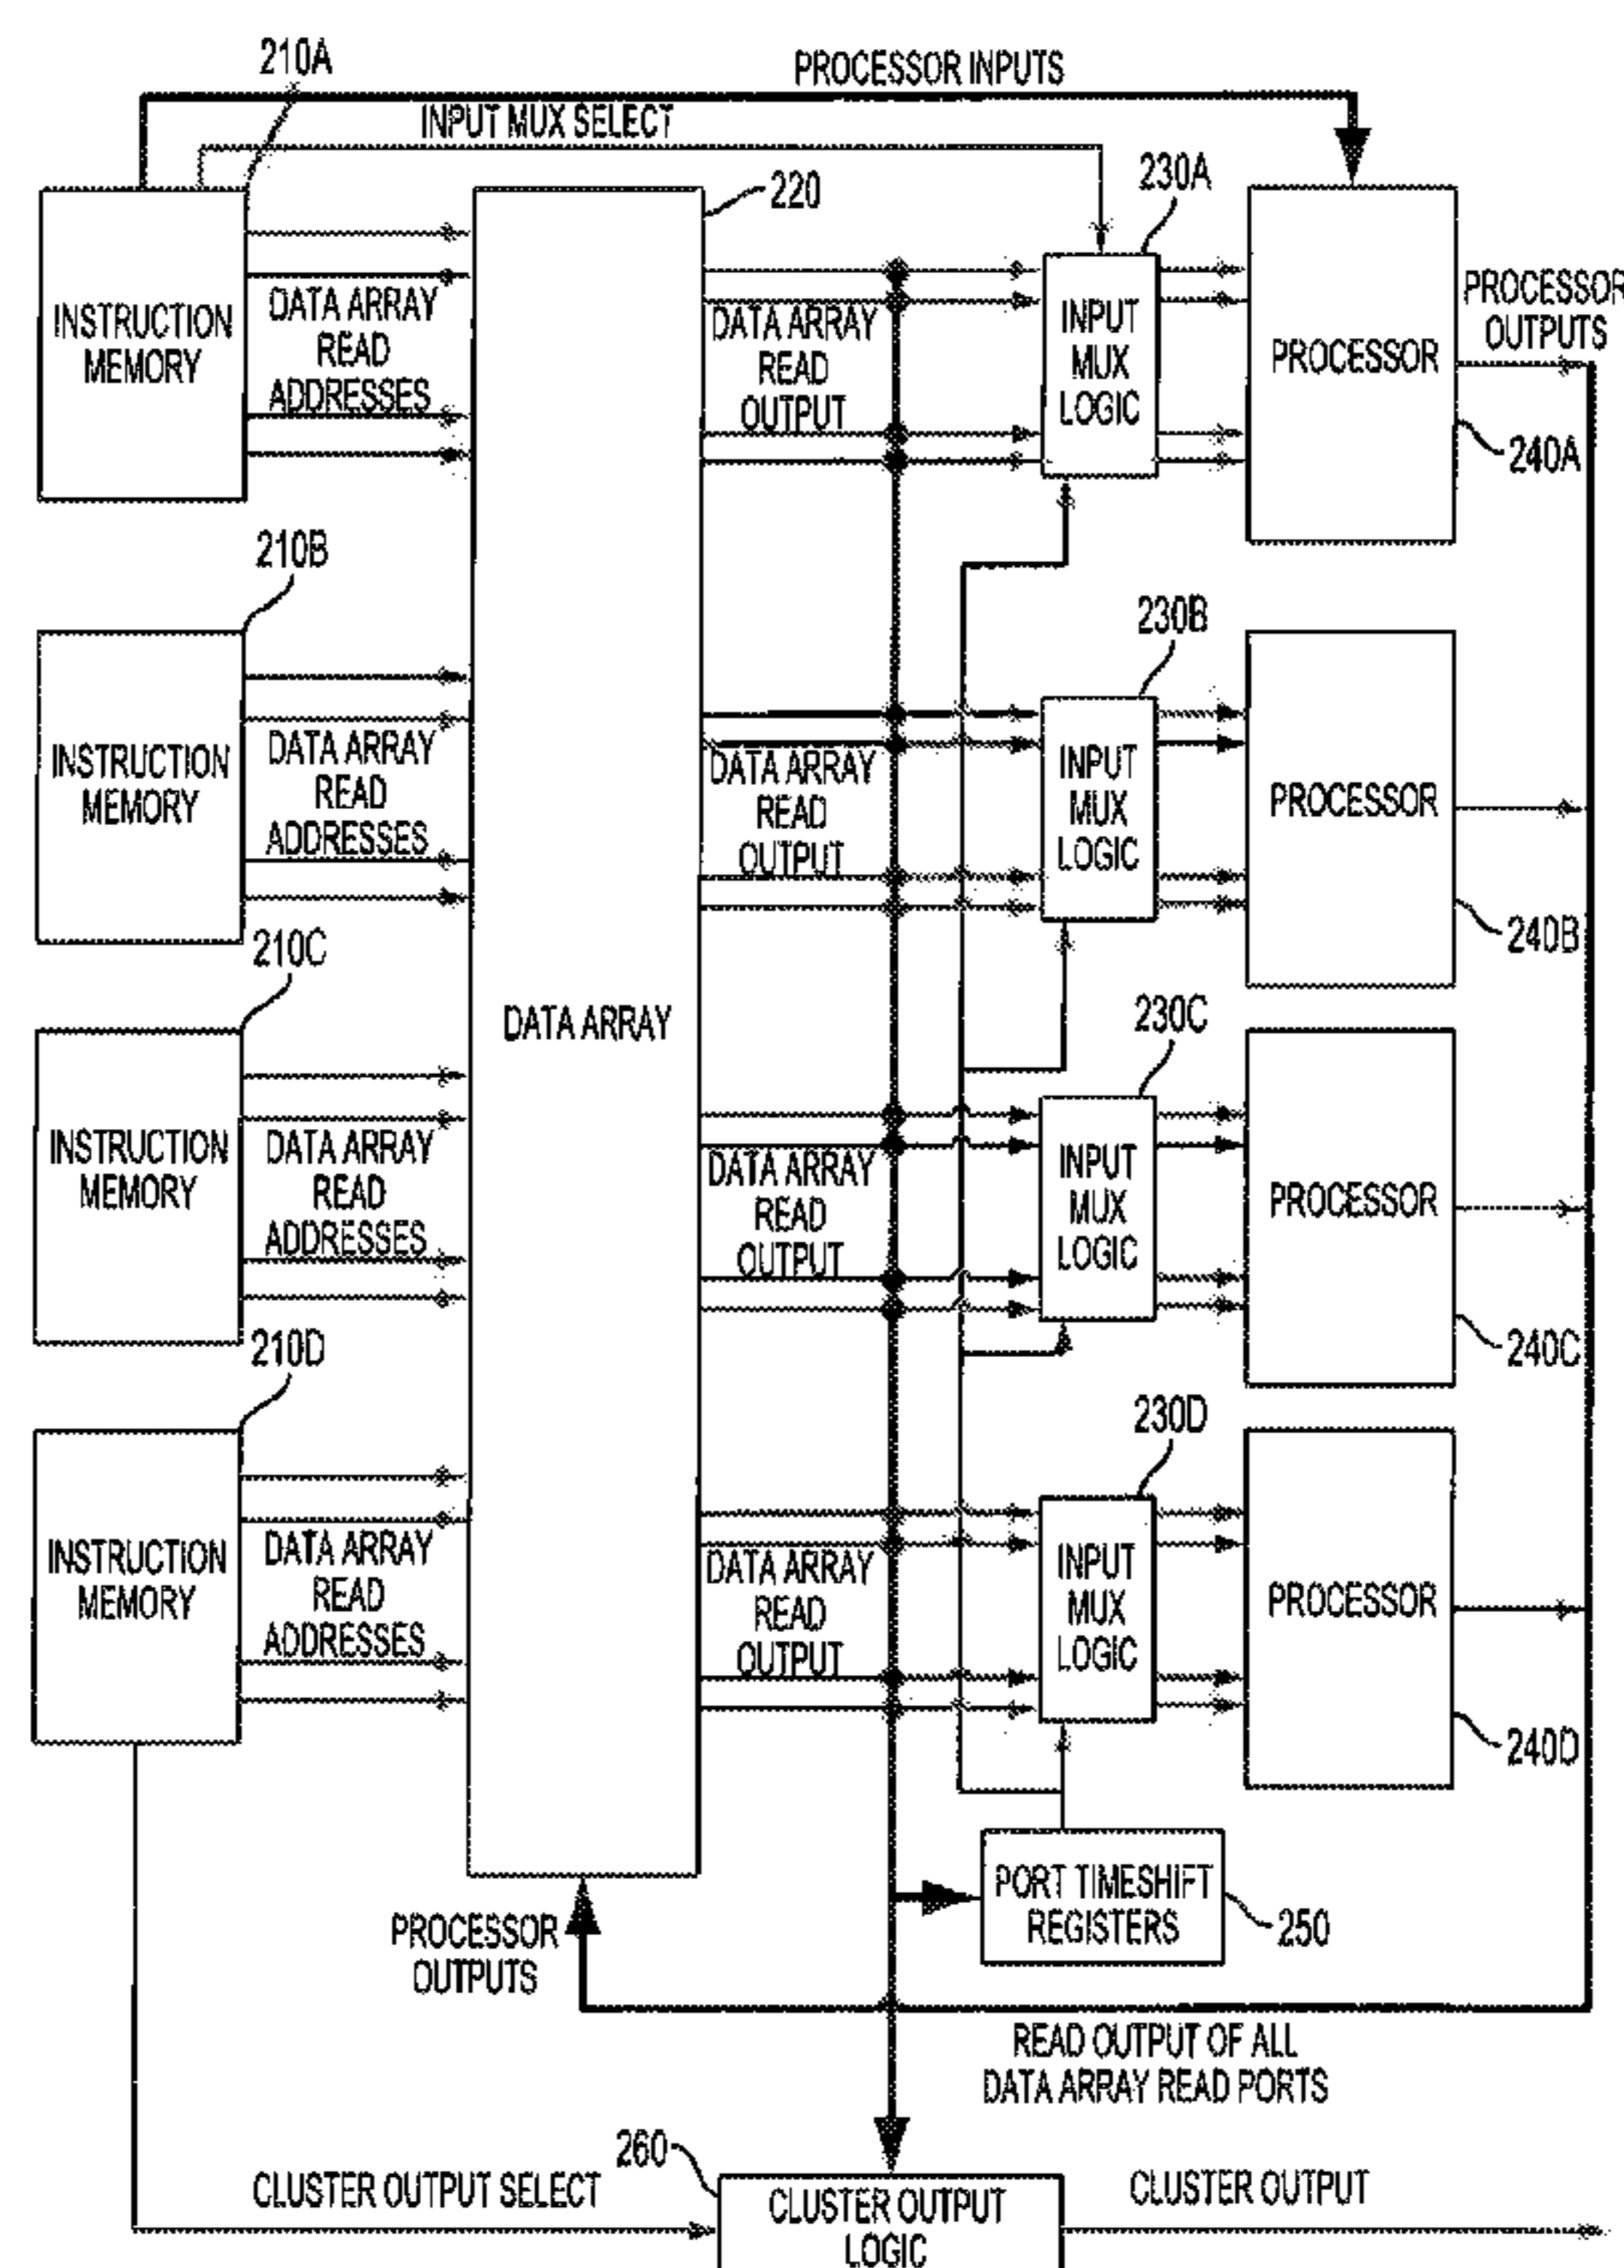 210A
PROCESSOR INPUTS
INPUT MUX SELECT
220
230A
INSTRUCTION
MEMORY
DATA ARRAY
READ
ADDRESSES
DATA ARRAY
READ
OUTPUT
INPUT
MUX
LOGIC
PROCESSOR
PROCESSOR
OUTPUTS
240A
210B
230B
INSTRUCTION
MEMORY
DATA ARRAY
READ
ADDRESSES
DATA ARRAY
READ
OUTPUT
INPUT
MUX
LOGIC
PROCESSOR
240B
210C
230C
DATA ARRAY
INSTRUCTION
MEMORY
DATA ARRAY
READ
ADDRESSES
DATA ARRAY
READ
OUTPUT
INPUT
MUX
LOGIC
PROCESSOR
240C
210D
230D
INSTRUCTION
MEMORY
DATA ARRAY
READ
ADDRESSES
DATA ARRAY
READ
OUTPUT
INPUT
MUX
LOGIC
PROCESSOR
240D
PORT TIMESHIFT
REGISTERS
250
PROCESSOR
OUTPUTS
READ OUTPUT OF ALL
DATA ARRAY READ PORTS
260
CLUSTER OUTPUT SELECT
CLUSTER OUTPUT
LOGIC
CLUSTER OUTPUT